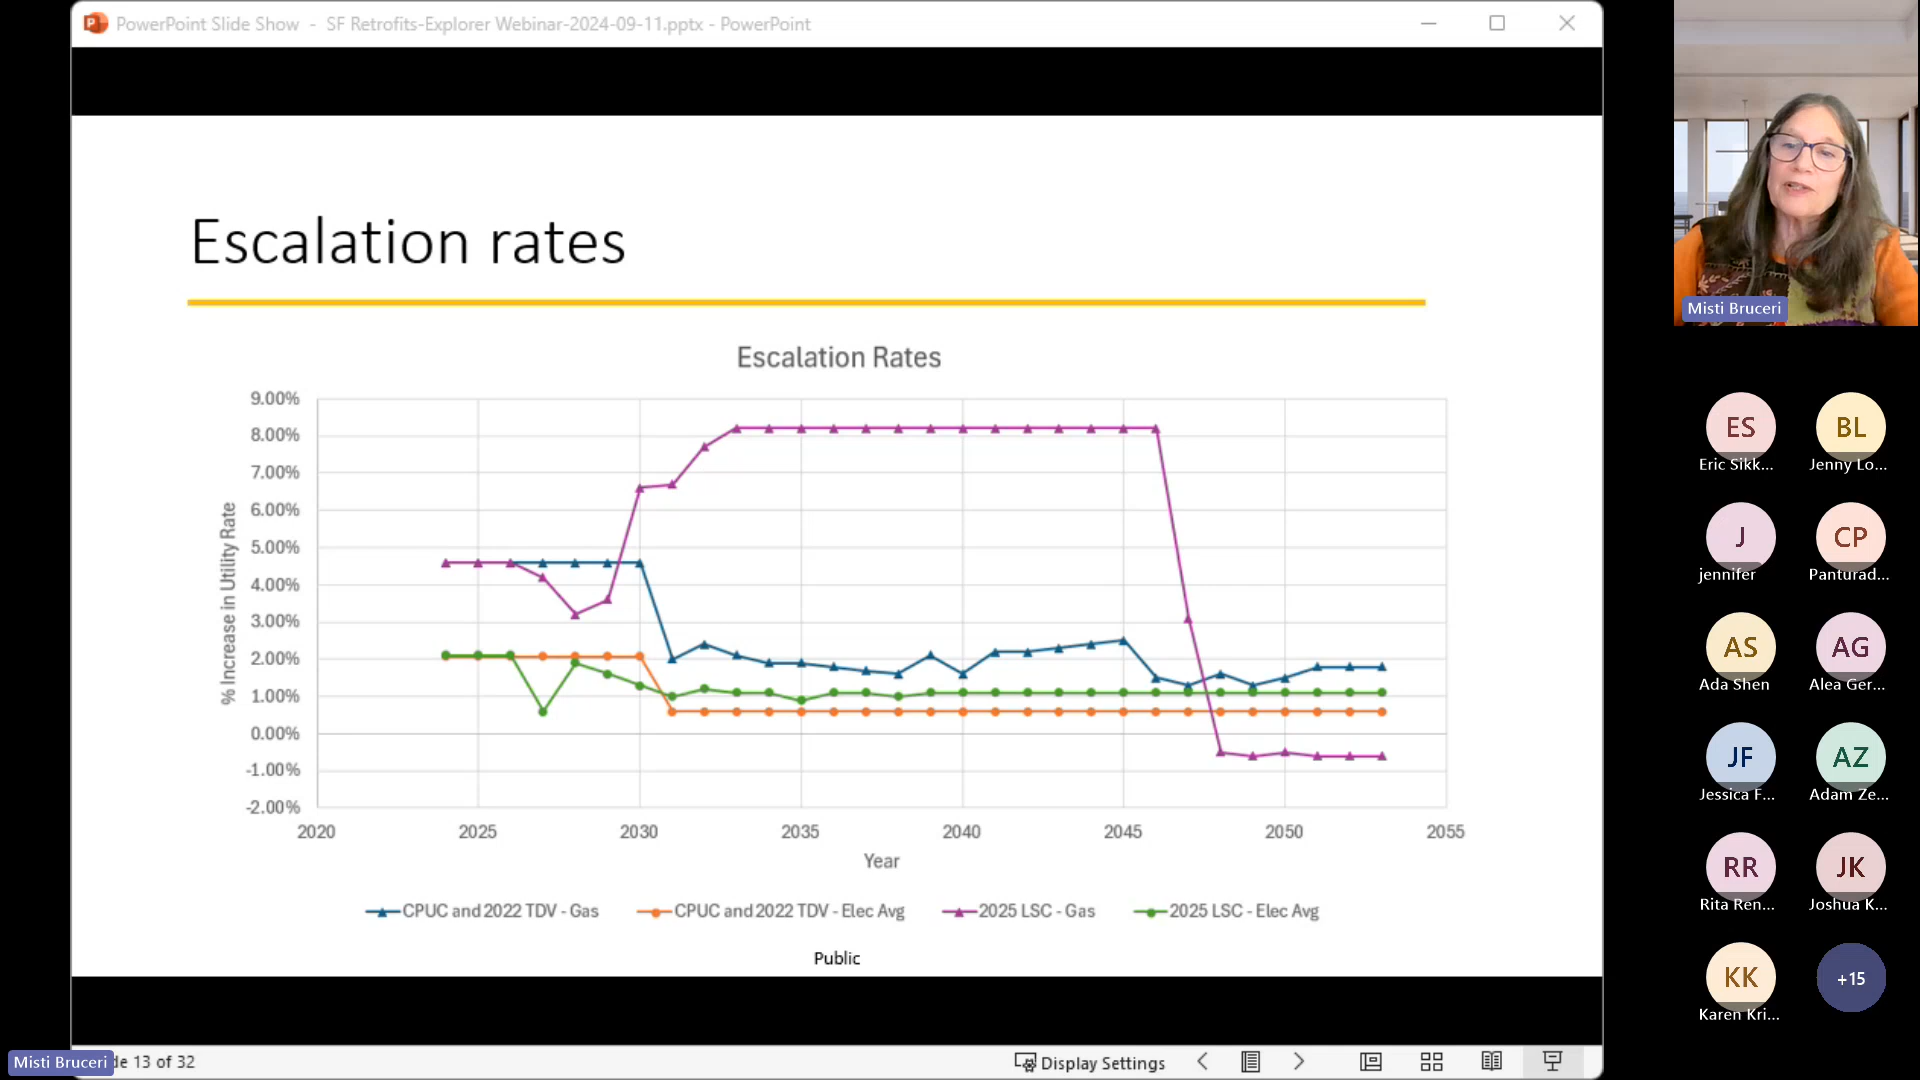 PowerPoint Slide Show - SF Retrofits-Explorer Webinar-2024-09-11.pptx - PowerPoint
Escalation rates
Escalation Rates
% Increase in Utility Rate
9.00%
8.00%
7.00%
6.00%
5.00%
4.00%
3.00%
2.00%
1.00%
0.00%
-1.00%
-2.00%
2020 2025 2030 2035 2040 2045 2050 2055
Year
CPUC and 2022 TDV - Gas CPUC and 2022 TDV - Elec Avg 2025 LSC - Gas 2025 LSC - Elec Avg
Public
Misti Bruceri
de 13 of 32
Display Settings
Misti Bruceri
ES BL
Eric Sikk... Jenny Lo...
J CP
jennifer Panturad...
AS AG
Ada Shen Alea Ger...
JF AZ
Jessica F... Adam Ze...
RR JK
Rita Ren... Joshua K...
KK +15
Karen Kri...